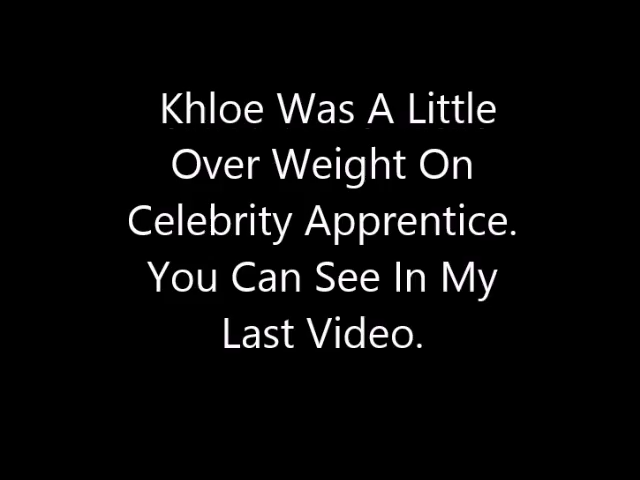 Khloe Was A Little
Over Weight On
Celebrity Apprentice.
You Can See In My
Last Video.